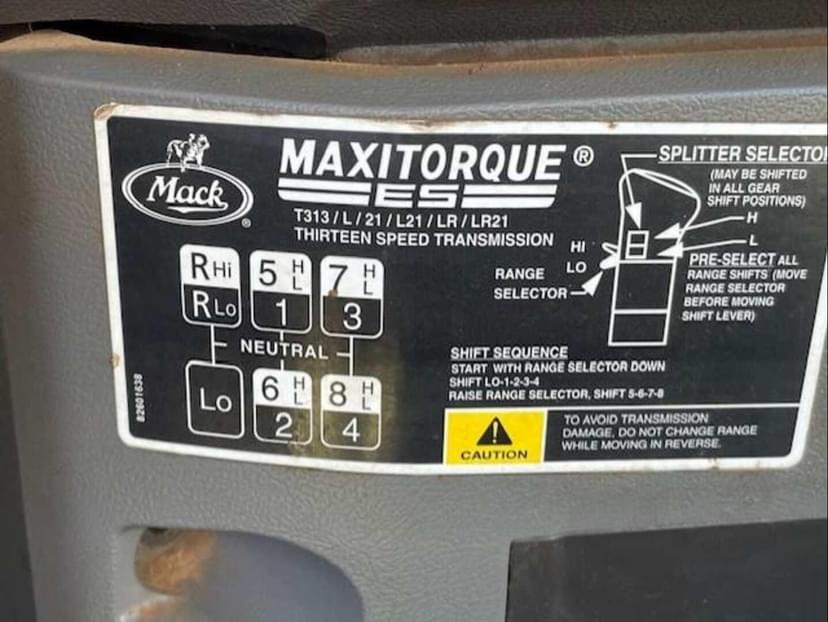 Mack
®
MAXITORQUE ®
ES
T313 / L / 21 / L21 / LR / LR21
THIRTEEN SPEED TRANSMISSION
RHi 5 H L 7 H L
RLo 1 3
NEUTRAL
Lo 6 H L 8 H L
2 4
82601638
SPLITTER SELECTO
(MAY BE SHIFTED
IN ALL GEAR
SHIFT POSITIONS)
H
L
HI
LO
RANGE
SELECTOR
PRE-SELECT ALL
RANGE SHIFTS (MOVE
RANGE SELECTOR
BEFORE MOVING
SHIFT LEVER)
SHIFT SEQUENCE
START WITH RANGE SELECTOR DOWN
SHIFT LO-1-2-3-4
RAISE RANGE SELECTOR, SHIFT 5-6-7-8
CAUTION
TO AVOID TRANSMISSION
DAMAGE, DO NOT CHANGE RANGE
WHILE MOVING IN REVERSE.